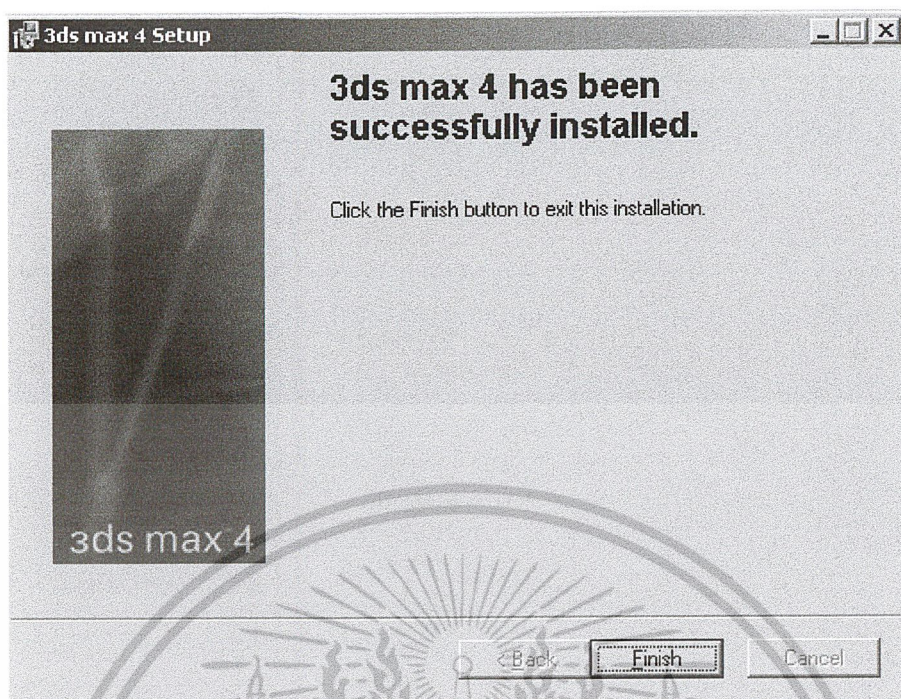 3ds max 4 Setup
3ds max 4 has been
successfully installed.
Click the Finish button to exit this installation.
3ds max 4
< Back
Finish
Cancel